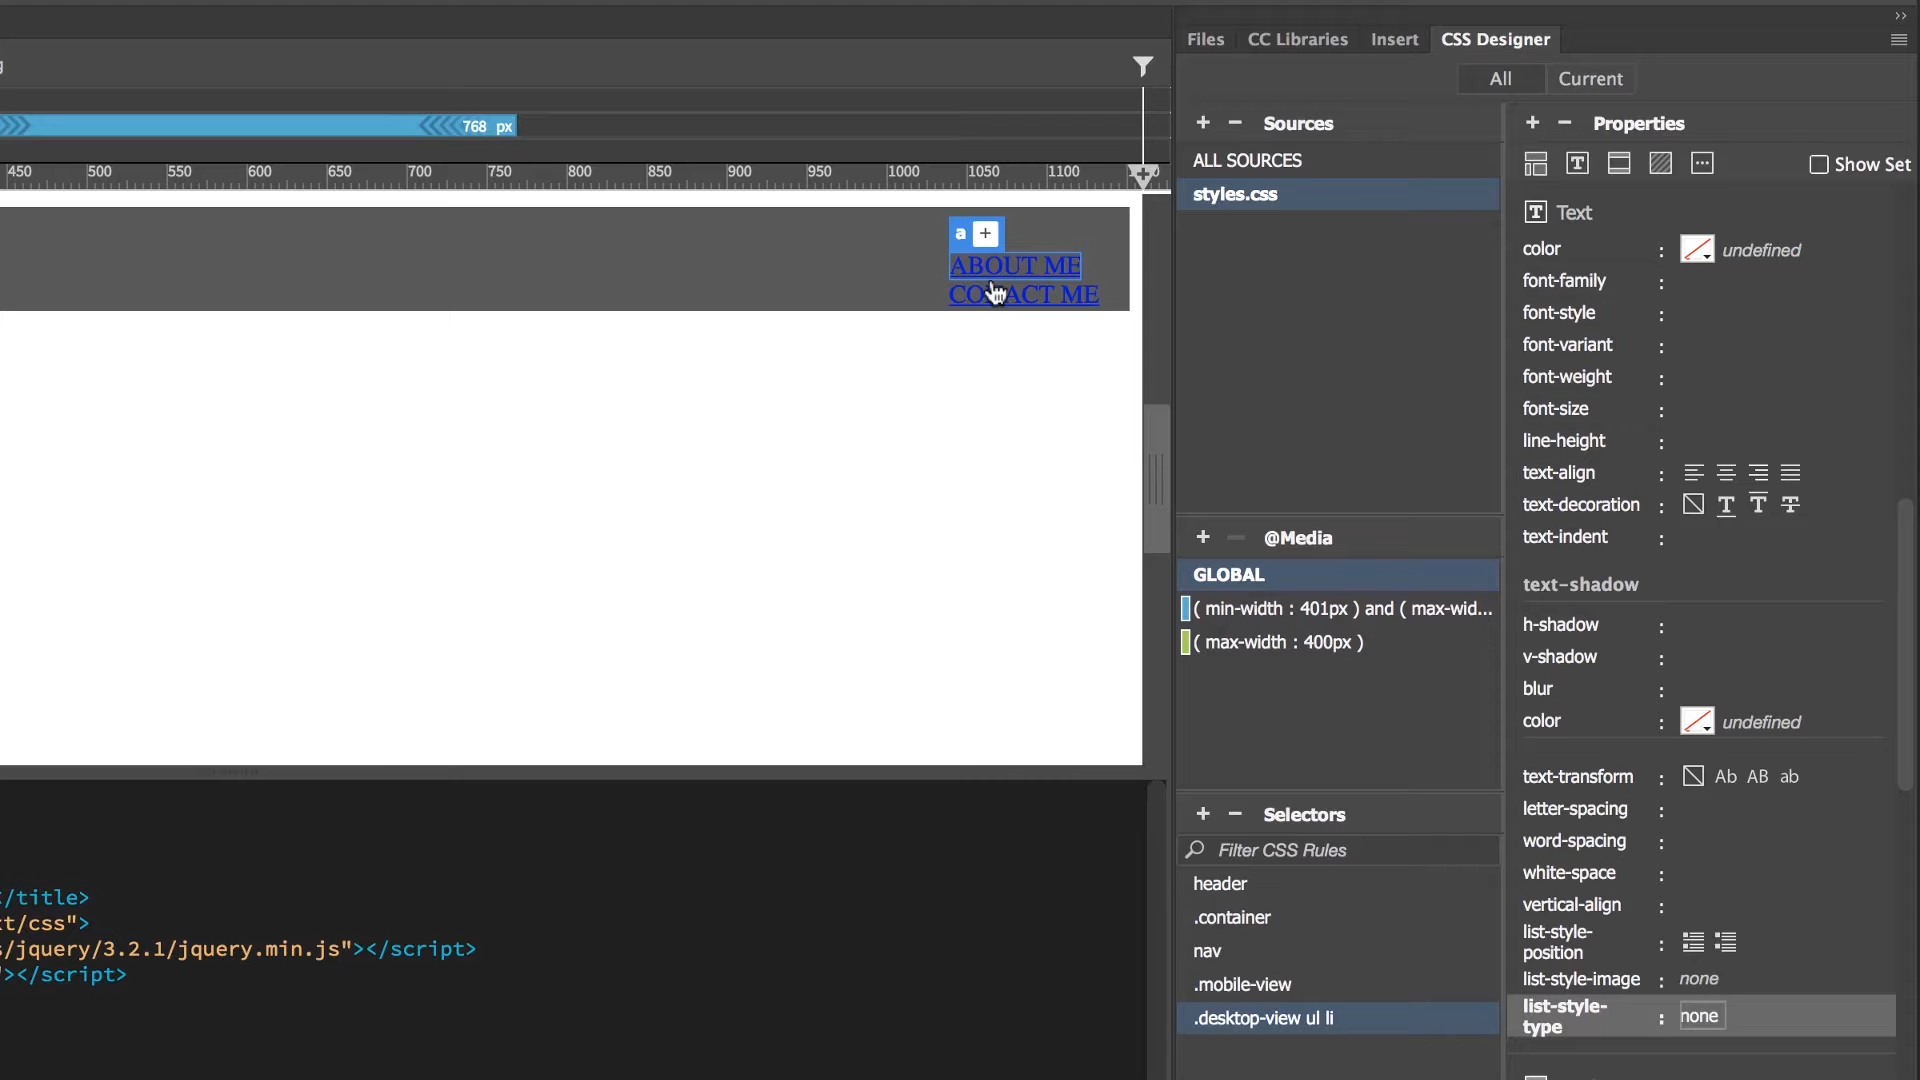 Files CC Libraries Insert CSS Designer
All Current
768 px
450 500 550 600 650 700 750 800 850 900 950 1000 1050 1100
a +
ABOUT ME
ME
</title>
t/css">
s/jquery/3.2.1/jquery.min.js"></script>
"></script>
+ − Sources
ALL SOURCES
styles.css
+ − @Media
GLOBAL
( min-width : 401px ) and ( max-wid...
( max-width : 400px )
+ − Selectors
Filter CSS Rules
header
.container
nav
.mobile-view
.desktop-view ul li
+ − Properties
Show Set
Text
color : undefined
font-family :
font-style :
font-variant :
font-weight :
font-size :
line-height :
text-align :
text-decoration : T T T
text-indent :
text-shadow
h-shadow :
v-shadow :
blur :
color : undefined
text-transform : Ab AB ab
letter-spacing :
word-spacing :
white-space :
vertical-align :
list-style-
position :
list-style-image : none
list-style-
type : none